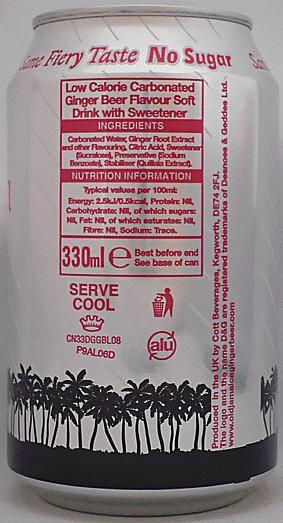 Same Fiery Taste No Sugar
Low Calorie Carbonated
Ginger Beer Flavour Soft
Drink with Sweetener
INGREDIENTS
Carbonated Water, Ginger Root Extract
and other Flavouring, Citric Acid, Sweetener
(Sucralose), Preservative (Sodium
Benzoate), Stabiliser (Quillaia Extract).
NUTRITION INFORMATION
Typical values per 100ml:
Energy: 2.5kJ/0.5kcal, Protein: Nil,
Carbohydrate: Nil, of which sugars:
Nil, Fat: Nil, of which saturates: Nil,
Fibre: Nil, Sodium: Trace.
330ml e Best before end
See base of can
SERVE
COOL
CN33DGGBL08
P9AL06D
alu
Produced in the UK by Cott Beverages, Kegworth, DE74 2FJ.
The logo and the name D&G are registered trademarks of Desnoes & Geddes Ltd.
www.oldjamaicagingerbeer.com